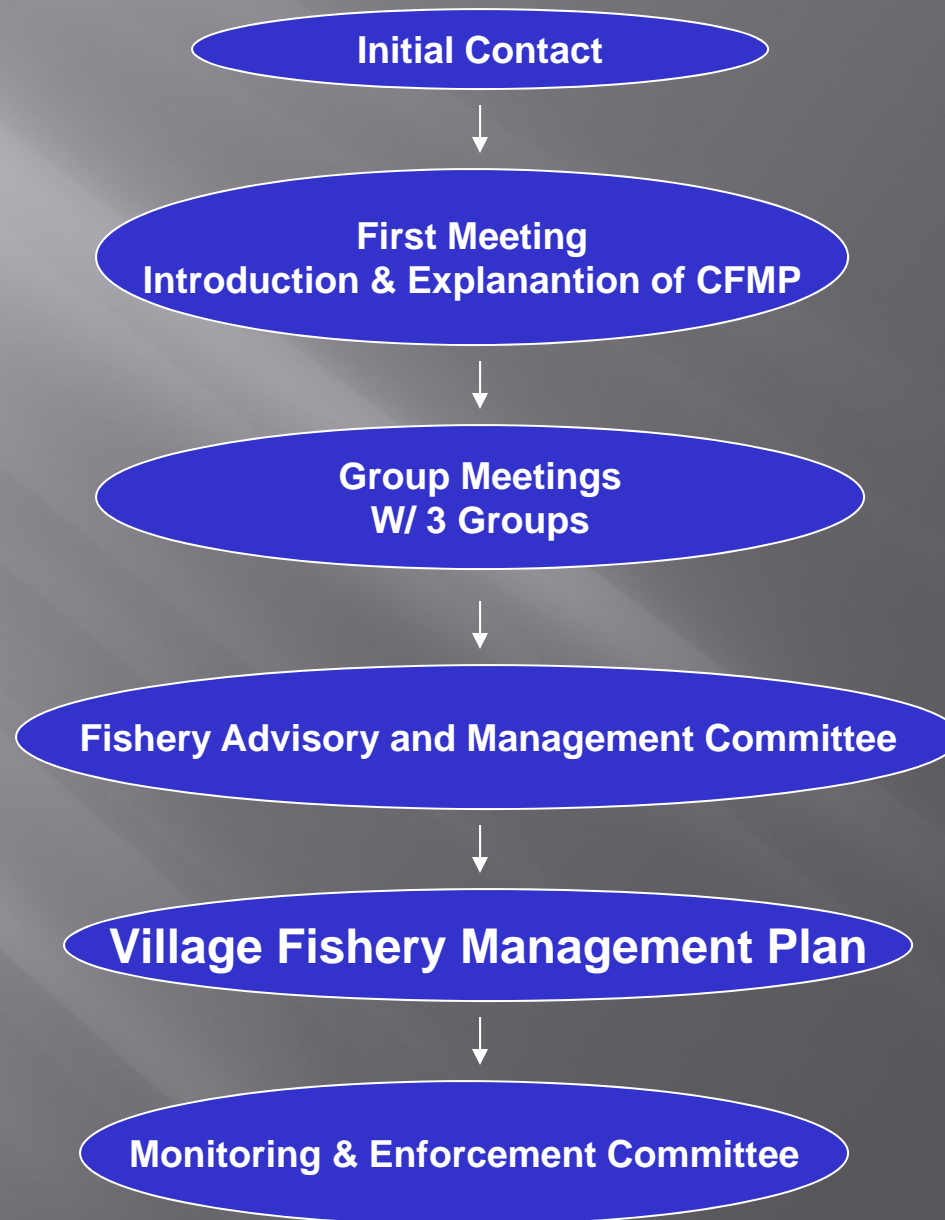 Initial Contact
First Meeting
Introduction & Explanantion of CFMP
Group Meetings
W/ 3 Groups
Fishery Advisory and Management Committee
Village Fishery Management Plan
Monitoring & Enforcement Committee